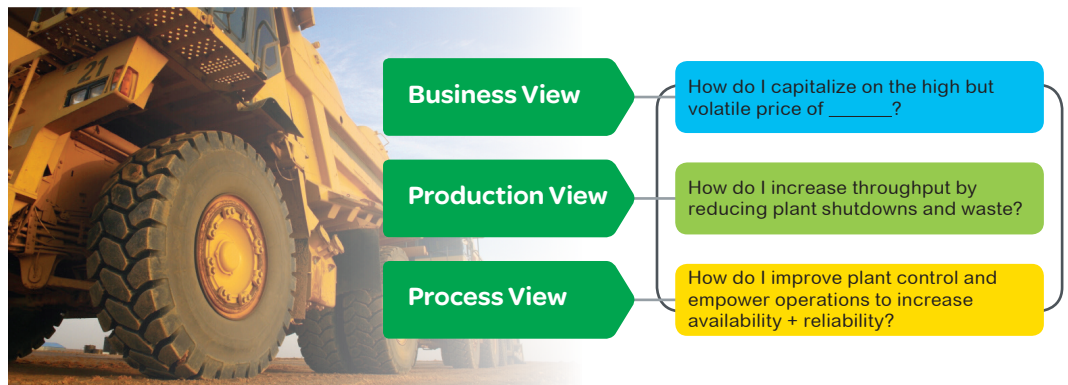 21
Business View
How do I capitalize on the high but
volatile price of _______?
Production View
How do I increase throughput by
reducing plant shutdowns and waste?
Process View
How do I improve plant control and
empower operations to increase
availability + reliability?